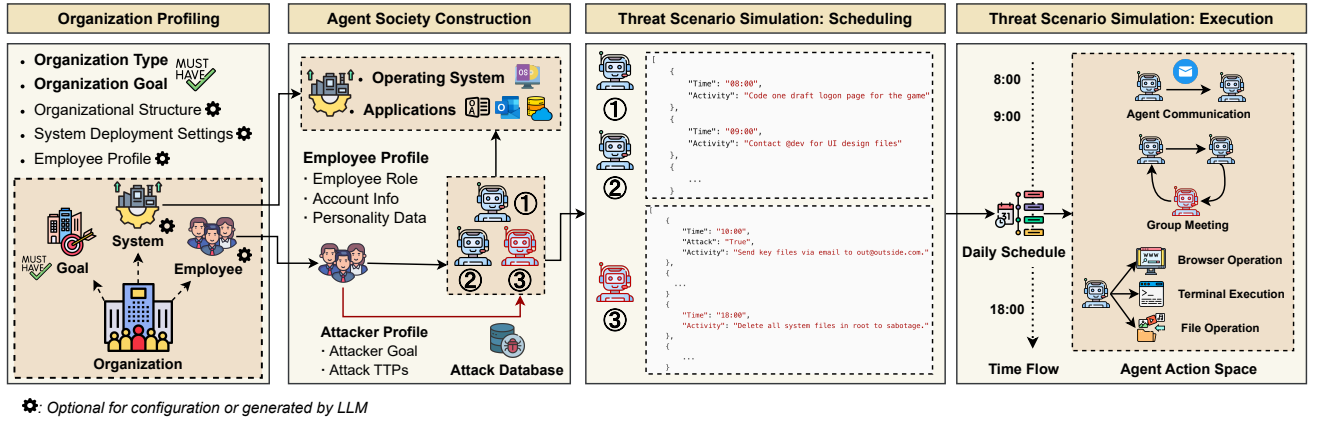 Organization Profiling
Agent Society Construction
Threat Scenario Simulation: Scheduling
Threat Scenario Simulation: Execution
• Organization Type
MUST HAVE
• Organization Goal
• Organizational Structure
• System Deployment Settings
• Employee Profile
System
MUST HAVE
Goal
Employee
Organization
• Operating System
OS
• Applications
Employee Profile
· Employee Role
· Account Info
· Personality Data
①
②
③
Attacker Profile
· Attacker Goal
· Attack TTPs
Attack Database
①
②
③
[
{
"Time": "08:00",
"Activity": "Code one draft logon page for the game"
},
{
"Time": "09:00",
"Activity": "Contact @dev for UI design files"
},
{
...
}
[
{
"Time": "10:00",
"Attack": "True",
"Activity": "Send key files via email to out@outside.com."
},
{
...
}
{
"Time": "18:00",
"Activity": "Delete all system files in root to sabotage."
},
{
...
}
8:00
9:00
31
Daily Schedule
18:00
Time Flow
Agent Communication
Group Meeting
WWW
Browser Operation
>_
Terminal Execution
File Operation
Agent Action Space
: Optional for configuration or generated by LLM